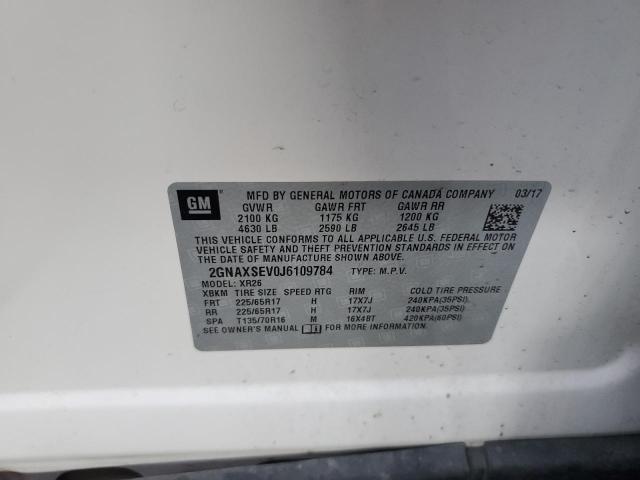 GM
MFD BY GENERAL MOTORS OF CANADA COMPANY 03/17
GVWR GAWR FRT GAWR RR
2100 KG 1175 KG 1200 KG
4630 LB 2590 LB 2645 LB
THIS VEHICLE CONFORMS TO ALL APPLICABLE U.S. FEDERAL MOTOR
VEHICLE SAFETY, BUMPER, AND THEFT PREVENTION STANDARDS IN EFFECT
ON THE DATE OF MANUFACTURE SHOWN ABOVE.
2GNAXSEV0J6109784 TYPE: M.P.V.
MODEL: XR26
XBKM TIRE SIZE SPEED RTG RIM COLD TIRE PRESSURE
FRT 225/65R17 H 17X7J 240KPA(35PSI)
RR 225/65R17 H 17X7J 240KPA(35PSI)
SPA T135/70R16 M 16X4BT 420KPA(60PSI)
SEE OWNER'S MANUAL FOR MORE INFORMATION